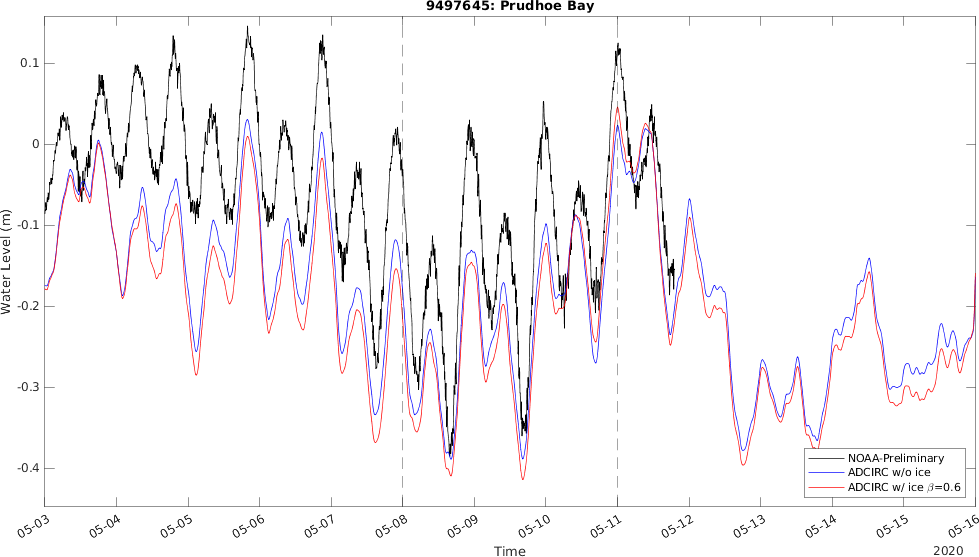 9497645: Prudhoe Bay
Water Level (m)
0.1
0
-0.1
-0.2
-0.3
-0.4
NOAA-Preliminary
ADCIRC w/o ice
ADCIRC w/ ice β=0.6
05-03 05-04 05-05 05-06 05-07 05-08 05-09 05-10 05-11 05-12 05-13 05-14 05-15 05-16
Time
2020